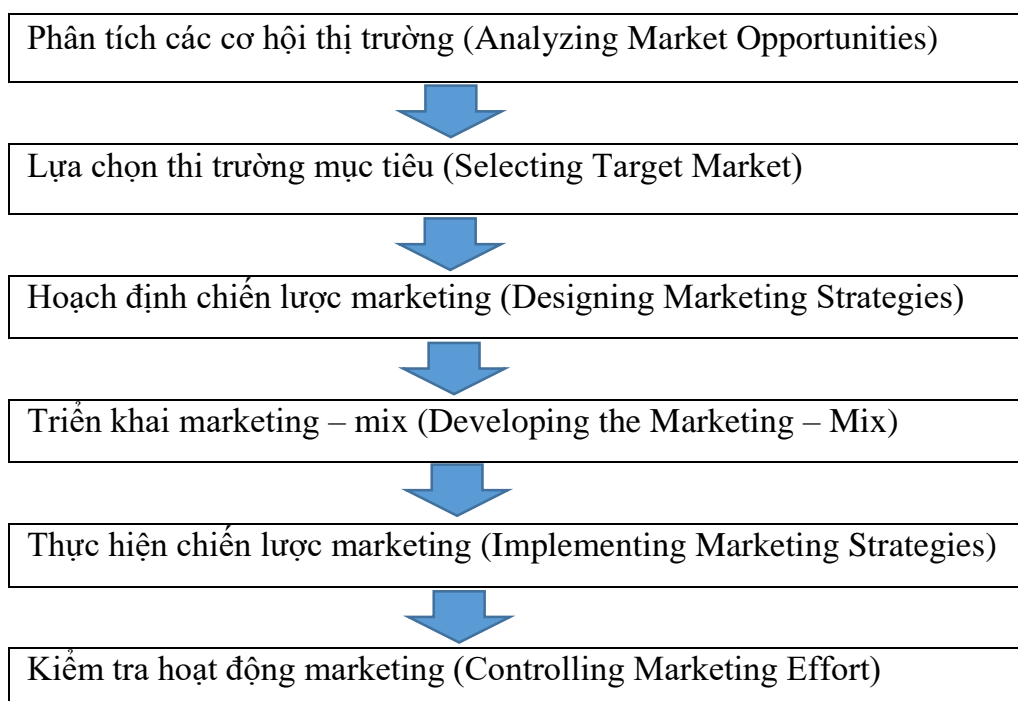 Phân tích các cơ hội thị trường (Analyzing Market Opportunities)
Lựa chọn thi trường mục tiêu (Selecting Target Market)
Hoạch định chiến lược marketing (Designing Marketing Strategies)
Triển khai marketing – mix (Developing the Marketing – Mix)
Thực hiện chiến lược marketing (Implementing Marketing Strategies)
Kiểm tra hoạt động marketing (Controlling Marketing Effort)